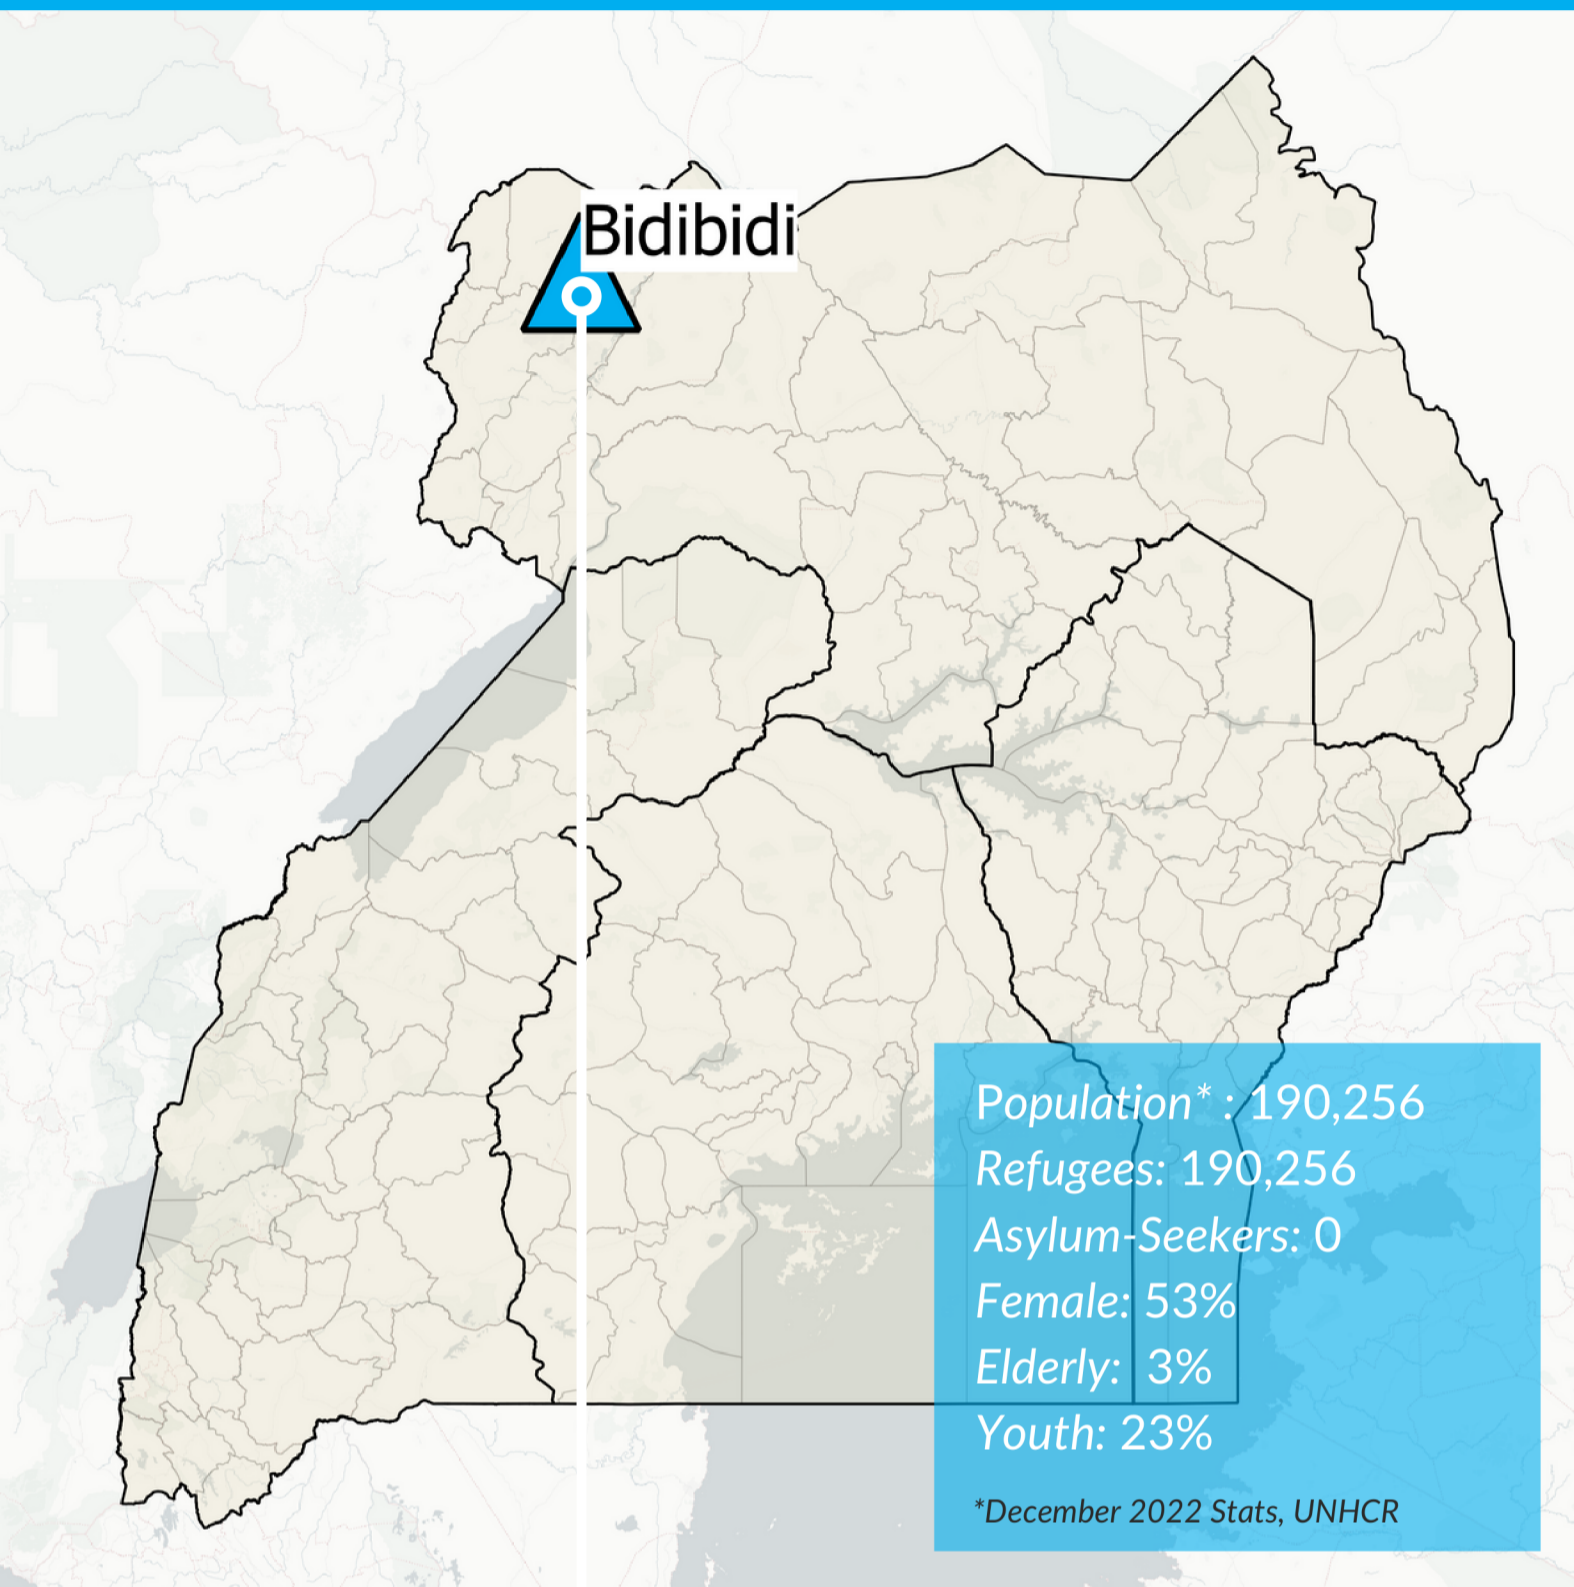 Bidibidi
Population* : 190,256
Refugees: 190,256
Asylum-Seekers: 0
Female: 53%
Elderly:  3%
Youth: 23%
*December 2022 Stats, UNHCR